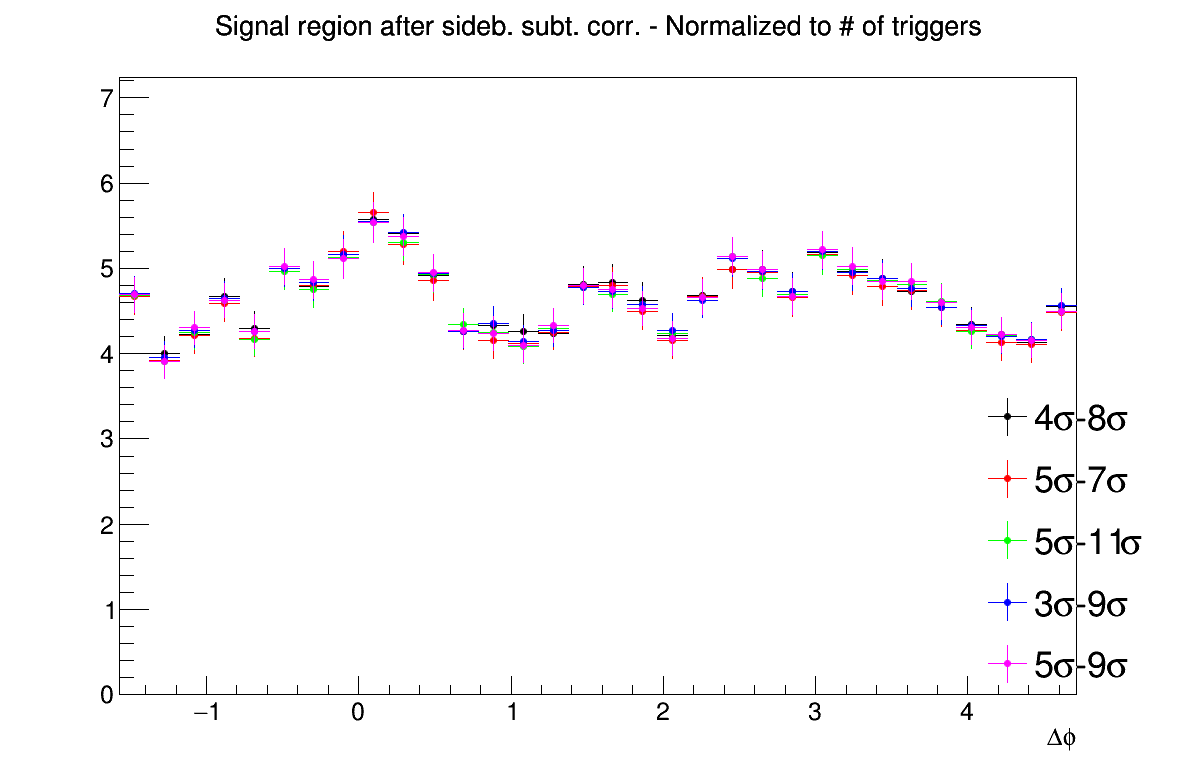 Signal region after sideb. subt. corr. - Normalized to # of triggers
7
6
5
4
3
2
1
0
−1
0
1
2
3
4
Δϕ
4σ-8σ
5σ-7σ
5σ-11σ
3σ-9σ
5σ-9σ